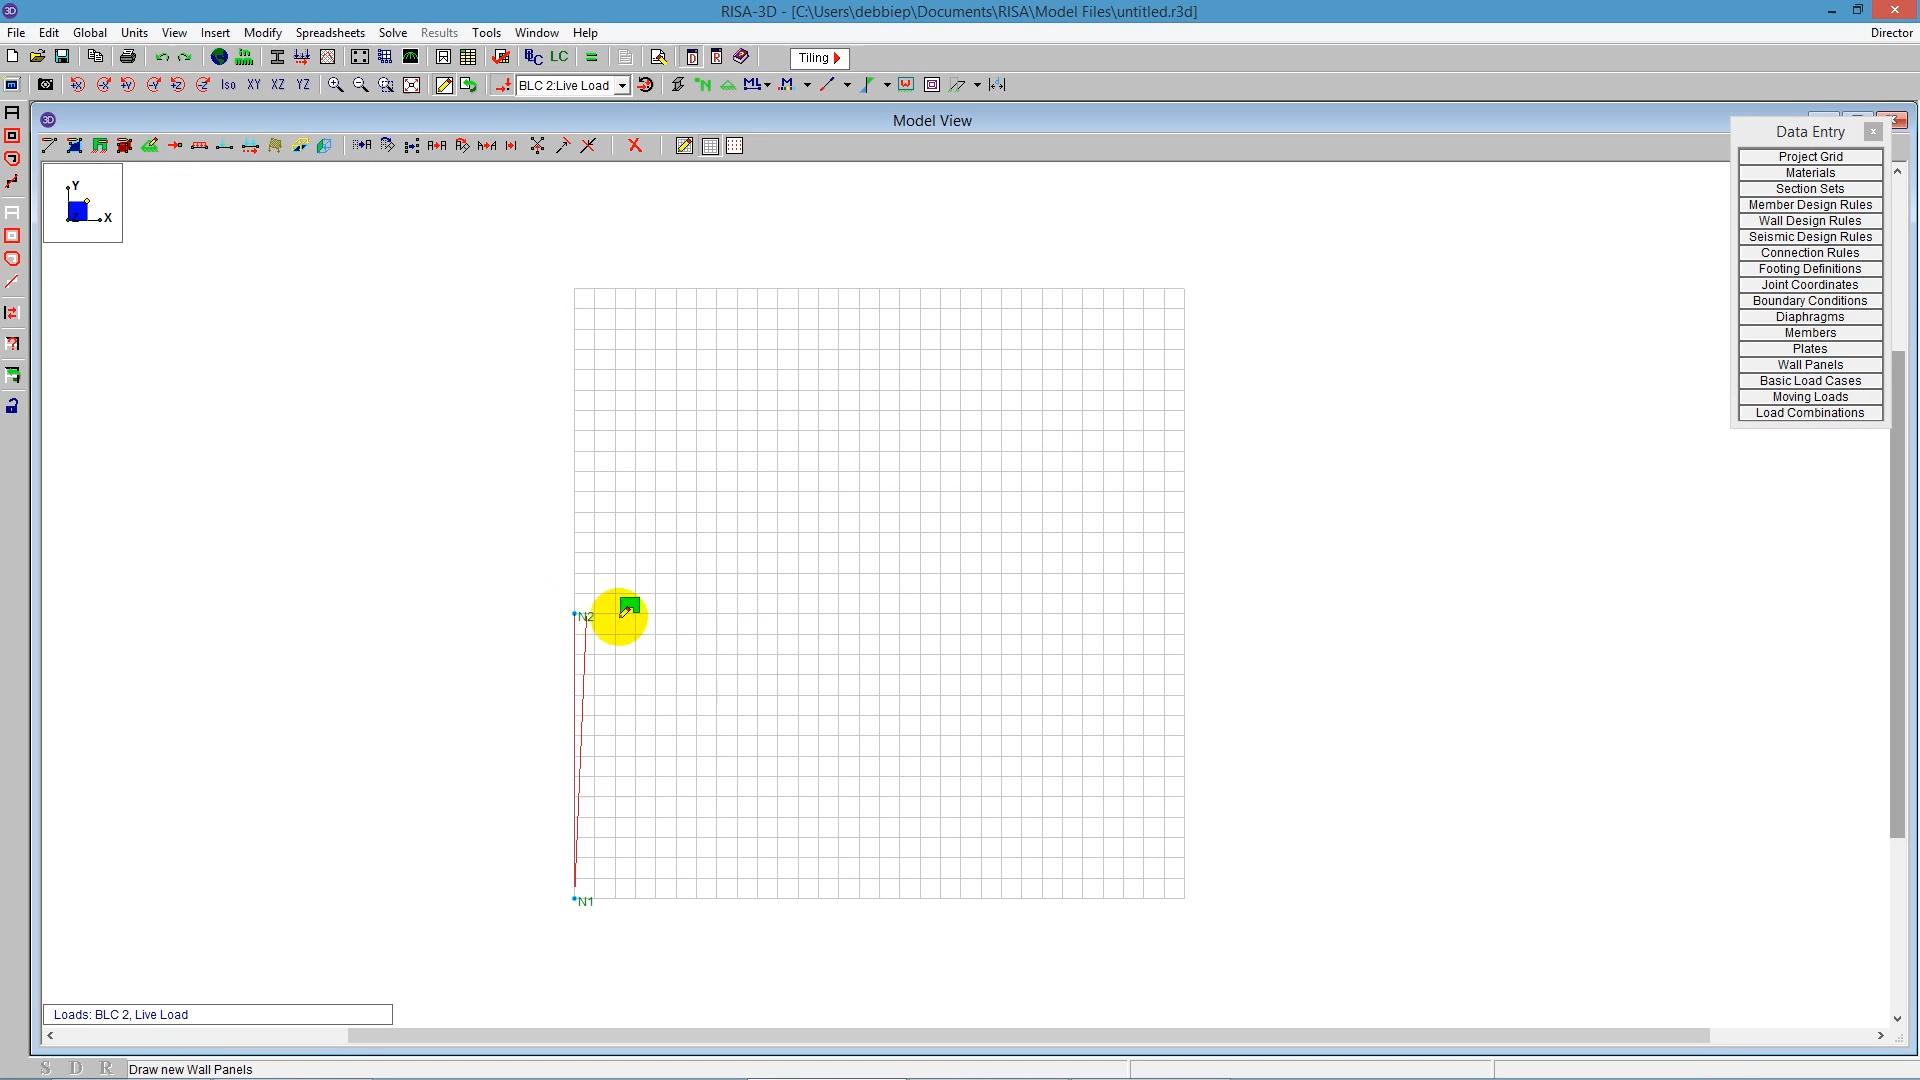 RISA-3D - [C:\Users\debbiep\Documents\RISA\Model Files\untitled.r3d]
File Edit Global Units View Insert Modify Spreadsheets Solve Results Tools Window Help Director
LC Tiling
Iso XY XZ YZ BLC 2:Live Load
3D Model View
Data Entry
Project Grid
Materials
Section Sets
Member Design Rules
Wall Design Rules
Seismic Design Rules
Connection Rules
Footing Definitions
Joint Coordinates
Boundary Conditions
Diaphragms
Members
Plates
Wall Panels
Basic Load Cases
Moving Loads
Load Combinations
Y
Z X
N2
N1
Loads: BLC 2, Live Load
S D R Draw new Wall Panels